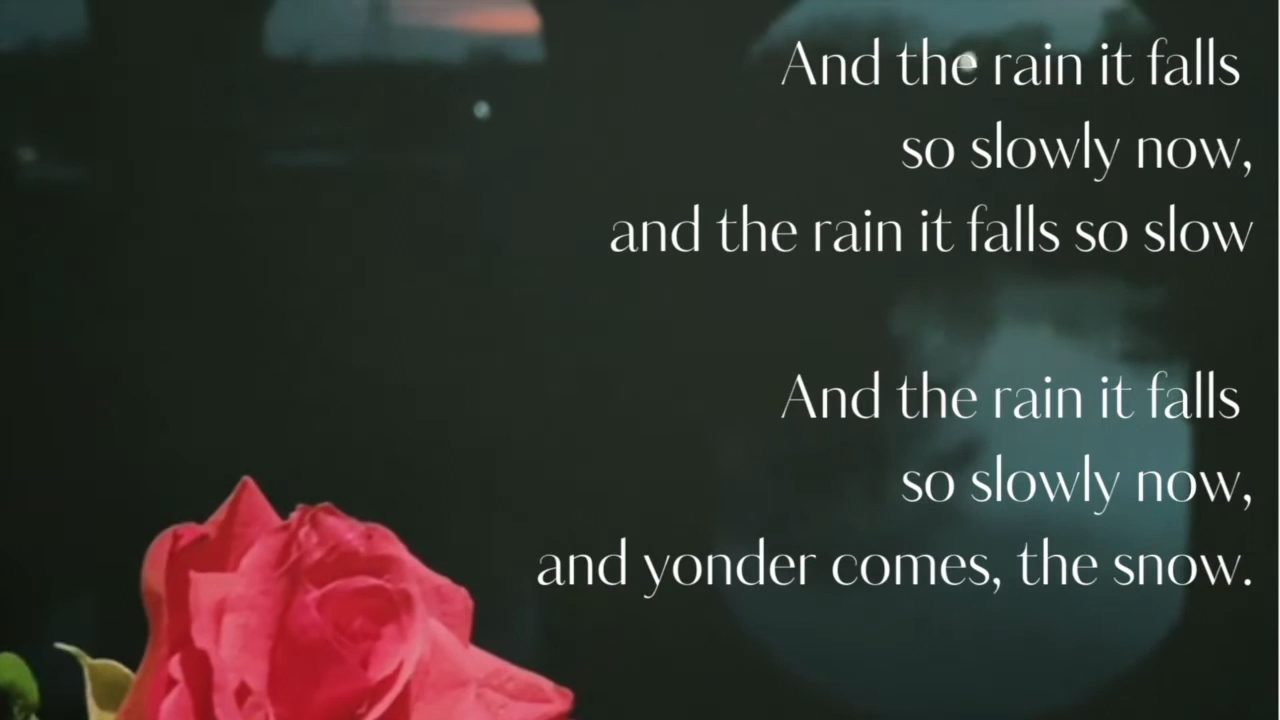 And the rain it falls
so slowly now,
and the rain it falls so slow
And the rain it falls
so slowly now,
and yonder comes, the snow.